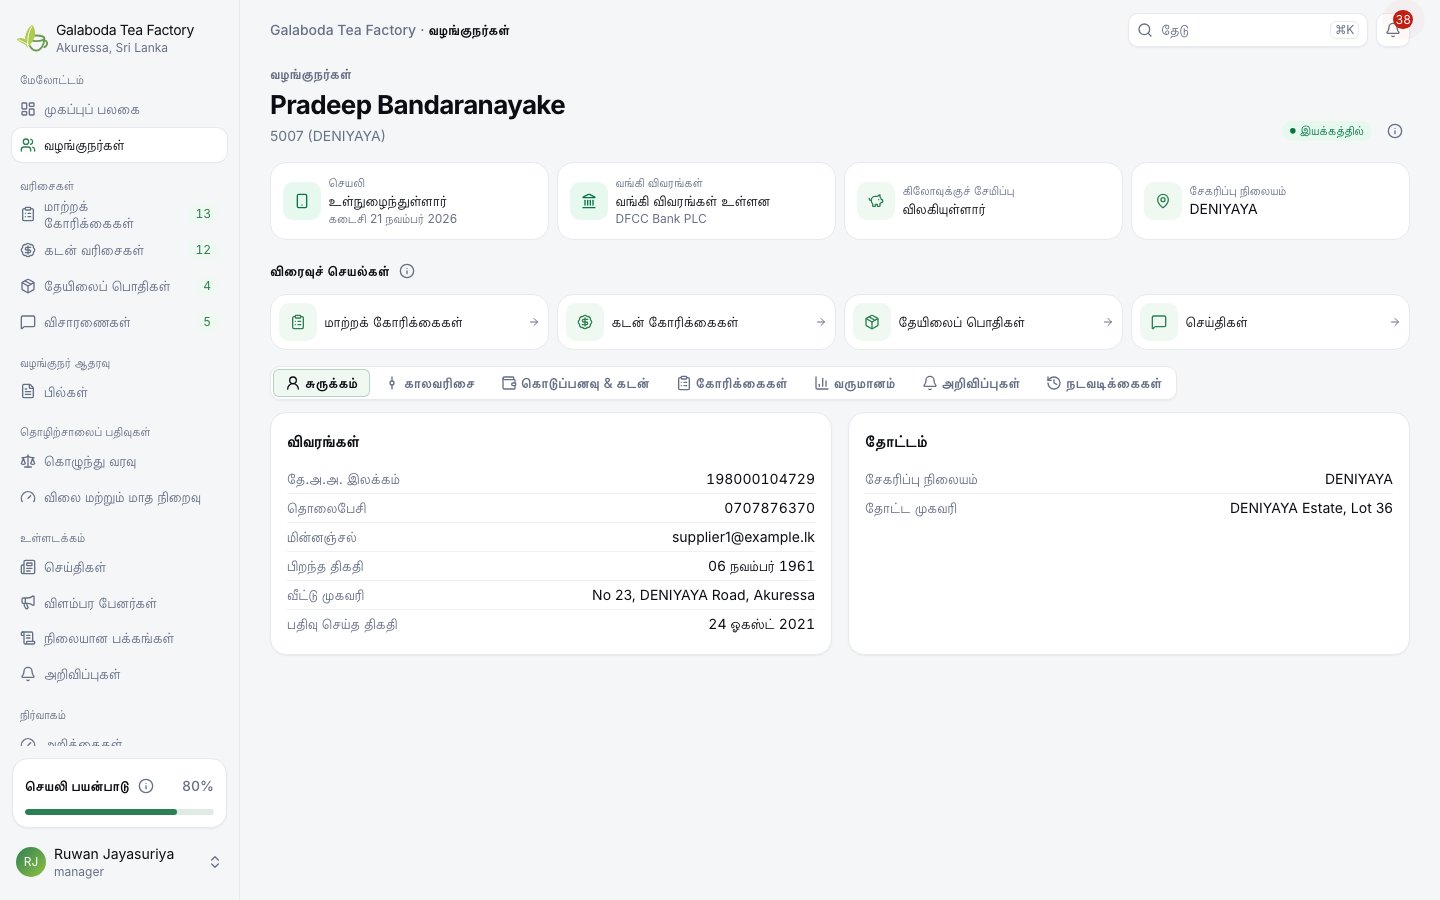 Galaboda Tea Factory
Akuressa, Sri Lanka
மேலோட்டம்
முகப்புப் பலகை
வழங்குநர்கள்
வரிசைகள்
மாற்றக்
கோரிக்கைகள்
13
கடன் வரிசைகள்
12
தேயிலைப் பொதிகள்
4
விசாரணைகள்
5
வழங்குநர் ஆதரவு
பில்கள்
தொழிற்சாலைப் பதிவுகள்
கொழுந்து வரவு
விலை மற்றும் மாத நிறைவு
உள்ளடக்கம்
செய்திகள்
விளம்பர பேனர்கள்
நிலையான பக்கங்கள்
அறிவிப்புகள்
நிர்வாகம்
அறிக்கைகள்
செயலி பயன்பாடு
80%
RJ
Ruwan Jayasuriya
manager
Galaboda Tea Factory · வழங்குநர்கள்
தேடு
⌘K
38
வழங்குநர்கள்
Pradeep Bandaranayake
5007 (DENIYAYA)
இயக்கத்தில்
செயலி
உள்நுழைந்துள்ளார்
கடைசி 21 நவம்பர் 2026
வங்கி விவரங்கள்
வங்கி விவரங்கள் உள்ளன
DFCC Bank PLC
கிலோவுக்குச் சேமிப்பு
விலகியுள்ளார்
சேகரிப்பு நிலையம்
DENIYAYA
விரைவுச் செயல்கள்
மாற்றக் கோரிக்கைகள்
கடன் கோரிக்கைகள்
தேயிலைப் பொதிகள்
செய்திகள்
சுருக்கம்
காலவரிசை
கொடுப்பனவு & கடன்
கோரிக்கைகள்
வருமானம்
அறிவிப்புகள்
நடவடிக்கைகள்
விவரங்கள்
தே.அ.அ. இலக்கம்
198000104729
தொலைபேசி
0707876370
மின்னஞ்சல்
supplier1@example.lk
பிறந்த திகதி
06 நவம்பர் 1961
வீட்டு முகவரி
No 23, DENIYAYA Road, Akuressa
பதிவு செய்த திகதி
24 ஓகஸ்ட் 2021
தோட்டம்
சேகரிப்பு நிலையம்
DENIYAYA
தோட்ட முகவரி
DENIYAYA Estate, Lot 36